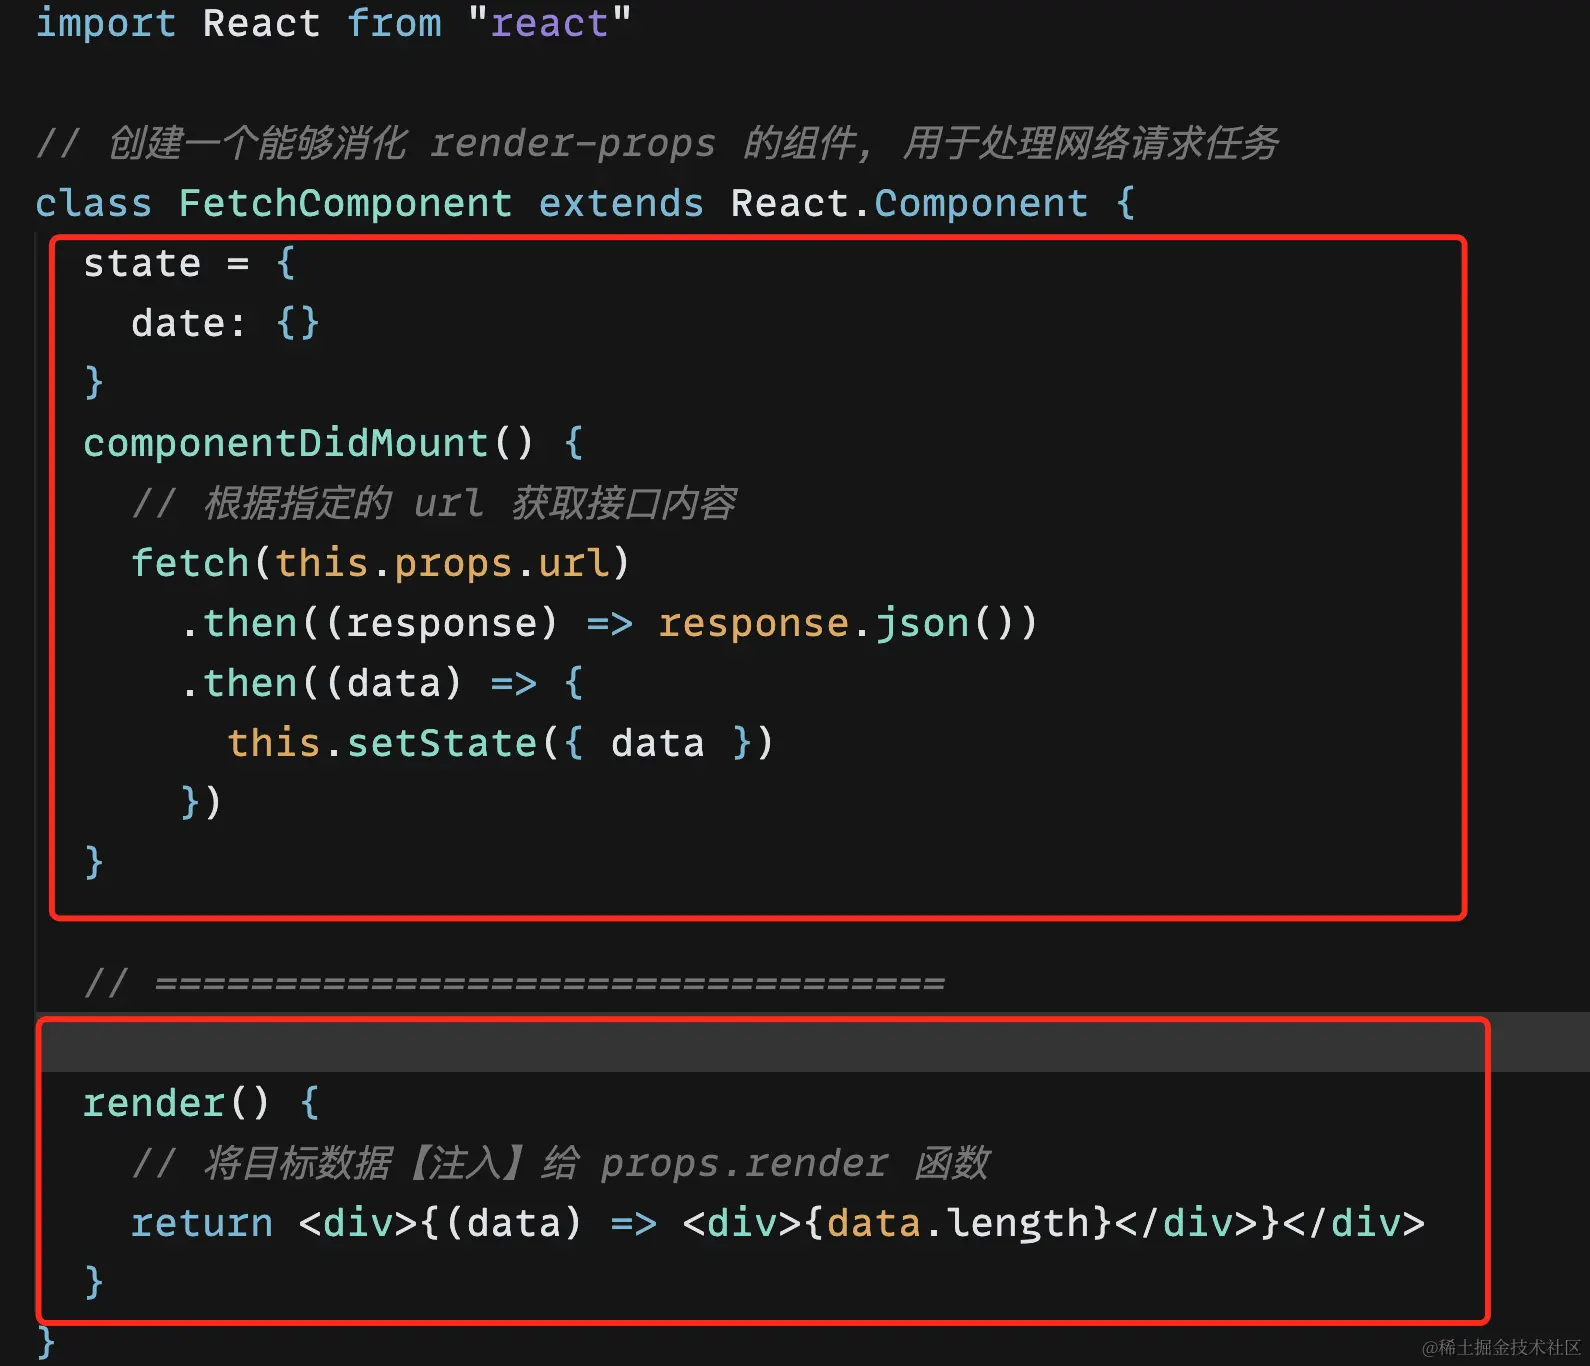 import React from "react"
// 创建一个能够消化 render-props 的组件, 用于处理网络请求任务
class FetchComponent extends React.Component {
state = {
date: {}
}
componentDidMount() {
// 根据指定的 url 获取接口内容
fetch(this.props.url)
.then((response) => response.json())
.then((data) => {
this.setState({ data })
})
}
// =================================
render() {
// 将目标数据【注入】给 props.render 函数
return <div>{(data) => <div>{data.length}</div>}</div>
}
}
@稀土掘金技术社区